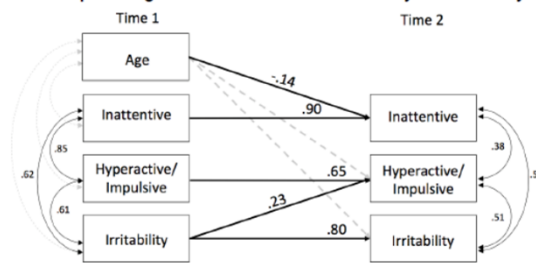 Time 1
Time 2
Age
-.14
Inattentive
.90
Inattentive
.85
.38
.62
Hyperactive/
Impulsive
.65
Hyperactive/
Impulsive
.23
.61
.51
Irritability
.80
Irritability